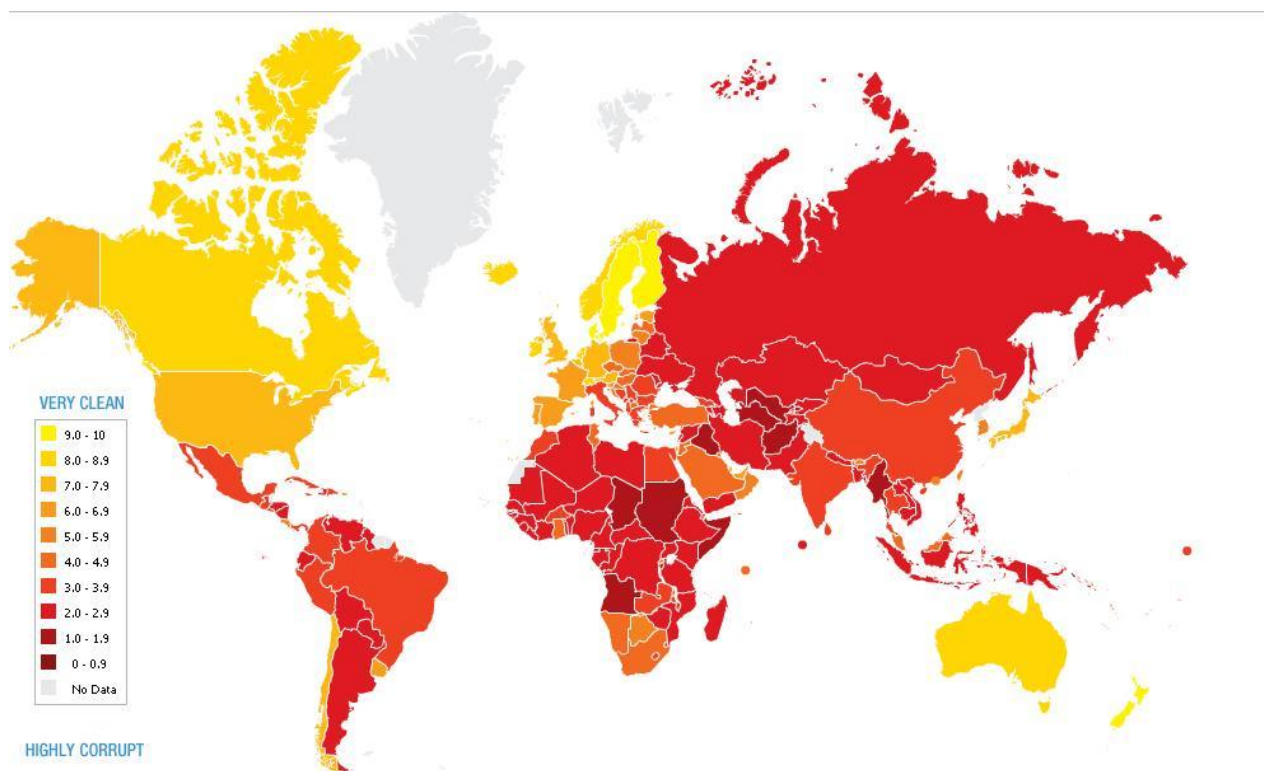 VERY CLEAN
9.0 - 10
8.0 - 8.9
7.0 - 7.9
6.0 - 6.9
5.0 - 5.9
4.0 - 4.9
3.0 - 3.9
2.0 - 2.9
1.0 - 1.9
0 - 0.9
No Data
HIGHLY CORRUPT